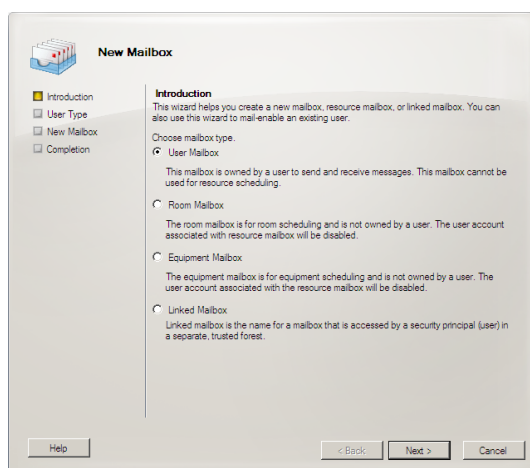 New Mailbox
Introduction
User Type
New Mailbox
Completion
Introduction
This wizard helps you create a new mailbox, resource mailbox, or linked mailbox. You can
also use this wizard to mail-enable an existing user.
Choose mailbox type.
User Mailbox
This mailbox is owned by a user to send and receive messages. This mailbox cannot be
used for resource scheduling.
Room Mailbox
The room mailbox is for room scheduling and is not owned by a user. The user account
associated with resource mailbox will be disabled.
Equipment Mailbox
The equipment mailbox is for equipment scheduling and is not owned by a user. The
user account associated with the resource mailbox will be disabled.
Linked Mailbox
Linked mailbox is the name for a mailbox that is accessed by a security principal (user) in
a separate, trusted forest.
Help
< Back
Next >
Cancel